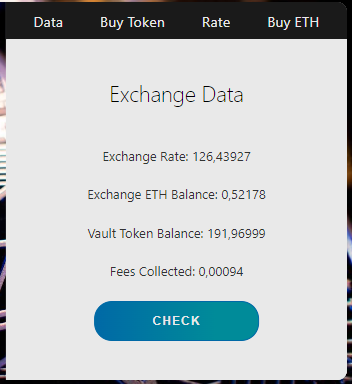 Data Buy Token Rate Buy ETH
Exchange Data
Exchange Rate: 126,43927
Exchange ETH Balance: 0,52178
Vault Token Balance: 191,96999
Fees Collected: 0,00094
CHECK